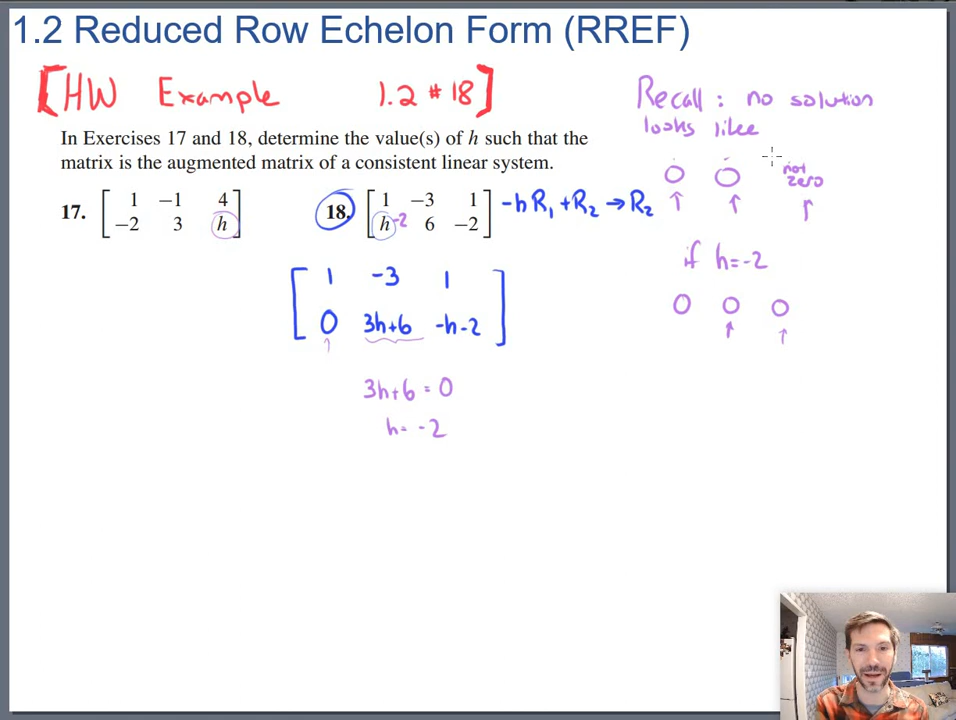 1.2 Reduced Row Echelon Form (RREF)
[HW Example 1.2 # 18]
In Exercises 17 and 18, determine the value(s) of h such that the
matrix is the augmented matrix of a consistent linear system.
17. [ 1 −1 4
−2 3 h ]
18. [ 1 −3 1
h -2 6 −2 ] -hR₁ + R₂ → R₂
[ 1 -3 1
0 3h+6 -h-2 ]
3h+6 = 0
h = -2
Recall : no solution
looks like
0 0 not zero
↑ ↑ ↑
if h=-2
0 0 0
↑ ↑